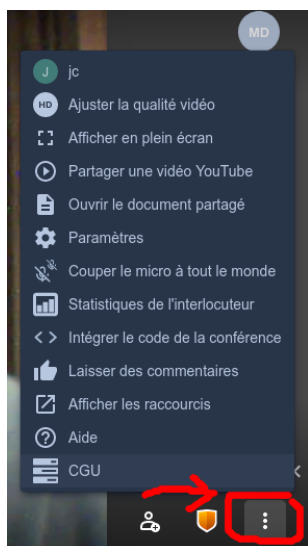 MD
J jc
HD Ajuster la qualité vidéo
Afficher en plein écran
Partager une vidéo YouTube
Ouvrir le document partagé
Paramètres
Couper le micro à tout le monde
Statistiques de l'interlocuteur
Intégrer le code de la conférence
Laisser des commentaires
Afficher les raccourcis
Aide
CGU